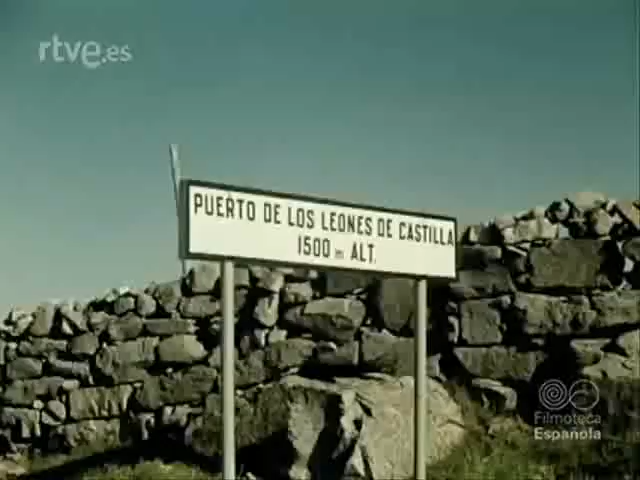 rtve.es
PUERTO DE LOS LEONES DE CASTILLA
1500 m ALT.
Filmoteca
Española